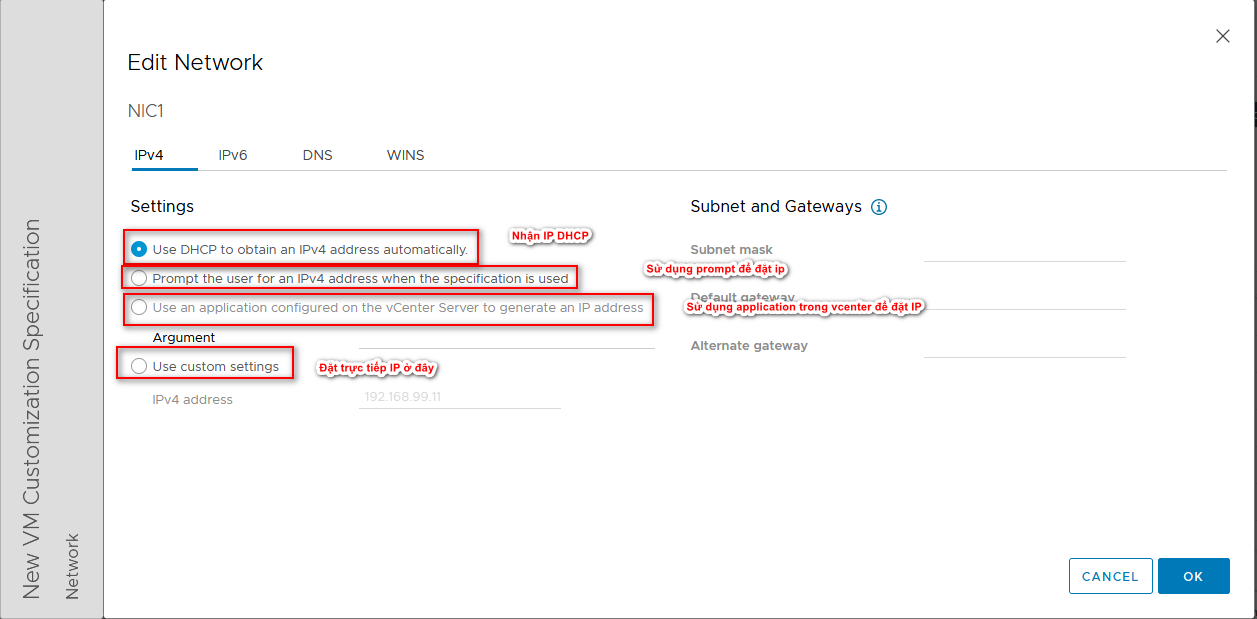 Edit Network
NIC1
IPv4 IPv6 DNS WINS
Settings
Use DHCP to obtain an IPv4 address automatically.
Nhận IP DHCP
Prompt the user for an IPv4 address when the specification is used
Sử dụng prompt để đặt ip
Use an application configured on the vCenter Server to generate an IP address
Sử dụng application trong vcenter để đặt IP
Argument
Use custom settings
Đặt trực tiếp IP ở đây
IPv4 address
192.168.99.11
Subnet and Gateways
Subnet mask
Default gateway
Alternate gateway
New VM Customization Specification
Network
CANCEL
OK